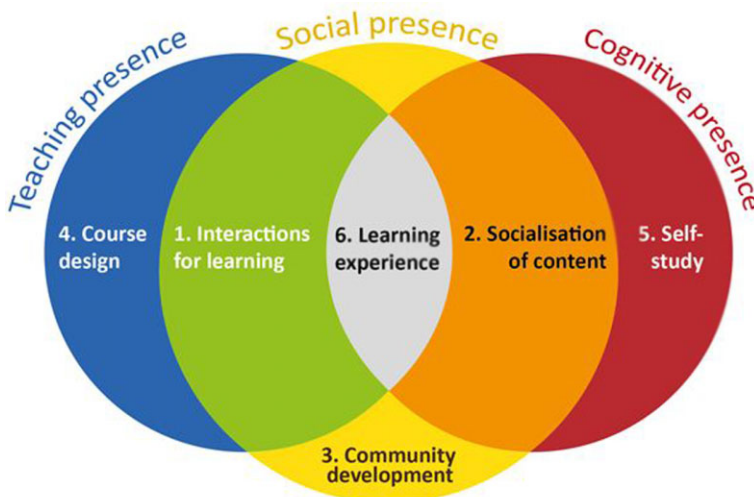 Teaching presence
Social presence
Cognitive presence
4. Course
design
1. Interactions
for learning
6. Learning
experience
2. Socialisation
of content
5. Self-
study
3. Community
development